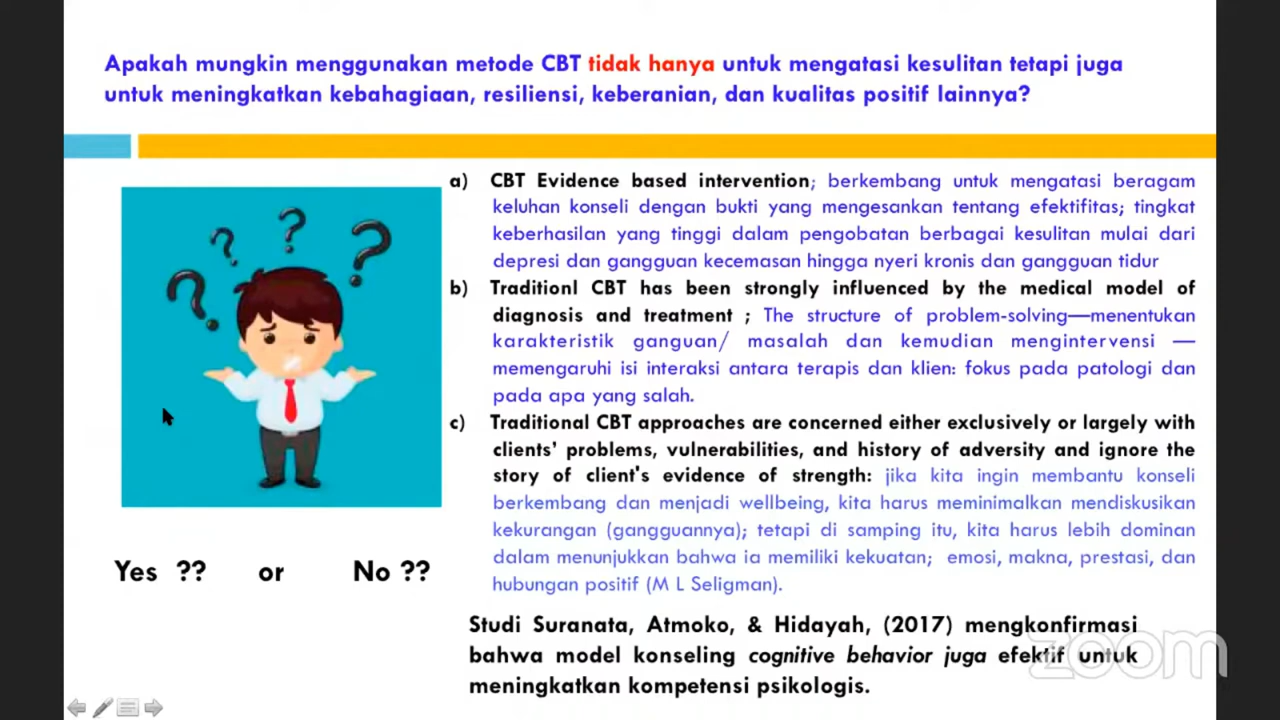 Apakah mungkin menggunakan metode CBT tidak hanya untuk mengatasi kesulitan tetapi juga
untuk meningkatkan kebahagiaan, resiliensi, keberanian, dan kualitas positif lainnya?
a) CBT Evidence based intervention; berkembang untuk mengatasi beragam
keluhan konseli dengan bukti yang mengesankan tentang efektifitas; tingkat
keberhasilan yang tinggi dalam pengobatan berbagai kesulitan mulai dari
depresi dan gangguan kecemasan hingga nyeri kronis dan gangguan tidur
b) Traditionl CBT has been strongly influenced by the medical model of
diagnosis and treatment ; The structure of problem-solving—menentukan
karakteristik ganguan/ masalah dan kemudian mengintervensi —
memengaruhi isi interaksi antara terapis dan klien: fokus pada patologi dan
pada apa yang salah.
c) Traditional CBT approaches are concerned either exclusively or largely with
clients' problems, vulnerabilities, and history of adversity and ignore the
story of client's evidence of strength: jika kita ingin membantu konseli
berkembang dan menjadi wellbeing, kita harus meminimalkan mendiskusikan
kekurangan (gangguannya); tetapi di samping itu, kita harus lebih dominan
dalam menunjukkan bahwa ia memiliki kekuatan; emosi, makna, prestasi, dan
hubungan positif (M L Seligman).
Yes ?? or No ??
Studi Suranata, Atmoko, & Hidayah, (2017) mengkonfirmasi
bahwa model konseling cognitive behavior juga efektif untuk
meningkatkan kompetensi psikologis.
zoom